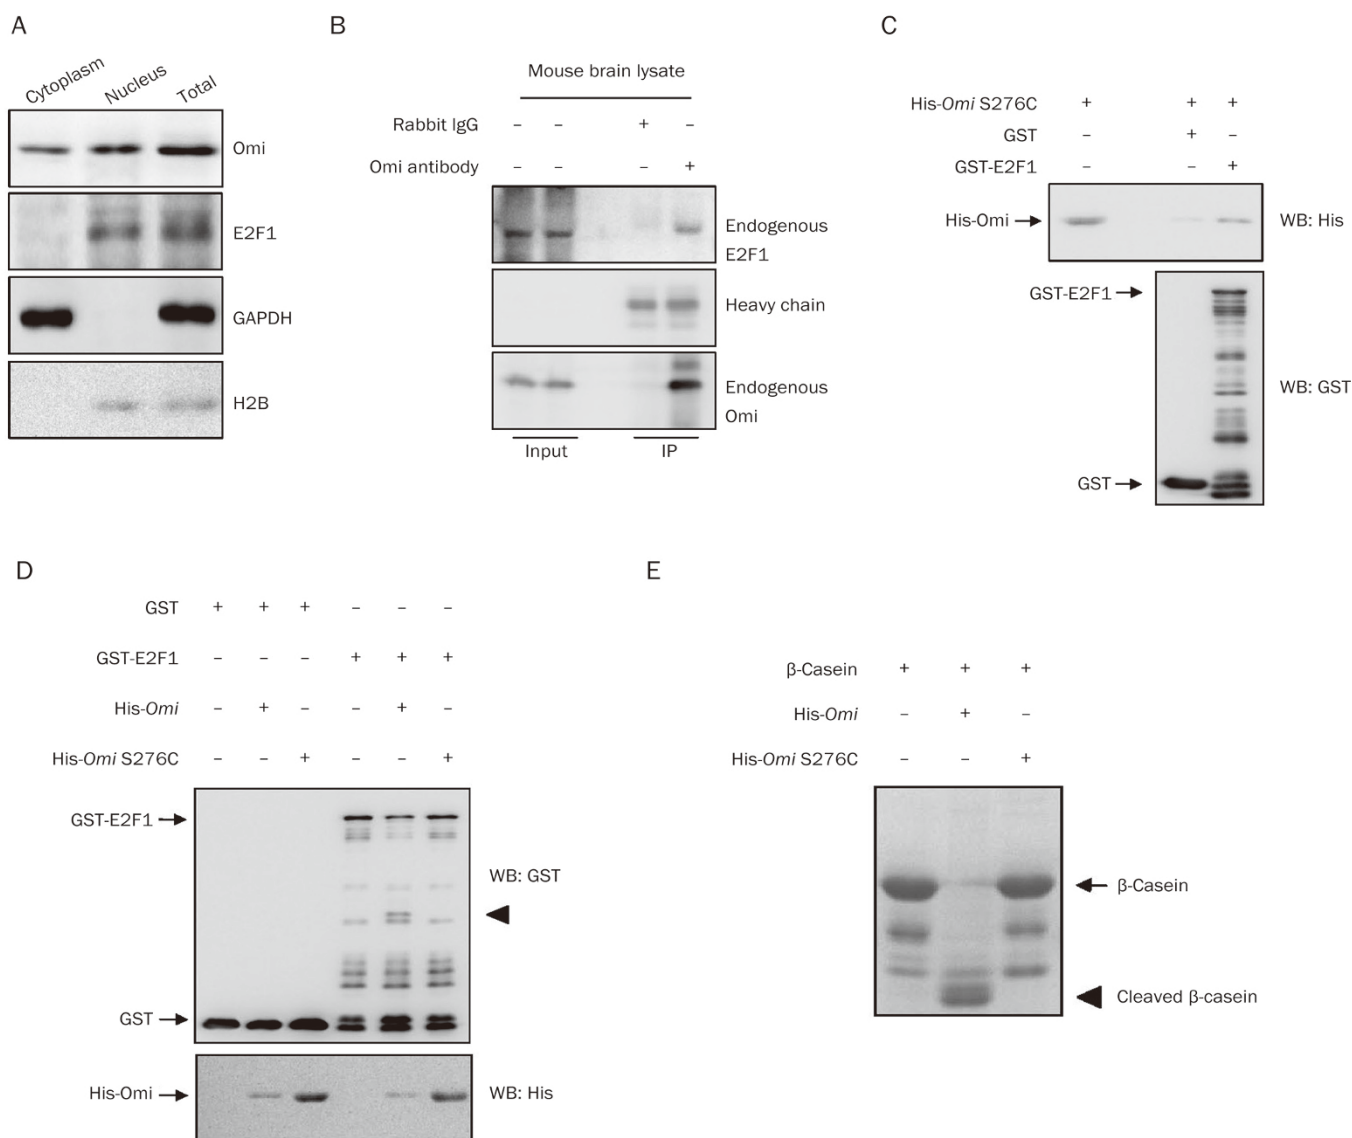 A
Cytoplasm Nucleus Total
Omi
E2F1
GAPDH
H2B
B
Mouse brain lysate
Rabbit IgG – – + –
Omi antibody – – – +
Endogenous
E2F1
Heavy chain
Endogenous
Omi
Input IP
C
His-Omi S276C + + +
GST – + –
GST-E2F1 – – +
His-Omi WB: His
GST-E2F1
WB: GST
GST
D
GST + + + – – –
GST-E2F1 – – – + + +
His-Omi – + – – + –
His-Omi S276C – – + – – +
GST-E2F1
WB: GST
GST
His-Omi WB: His
E
β-Casein + + +
His-Omi – + –
His-Omi S276C – – +
β-Casein
Cleaved β-casein